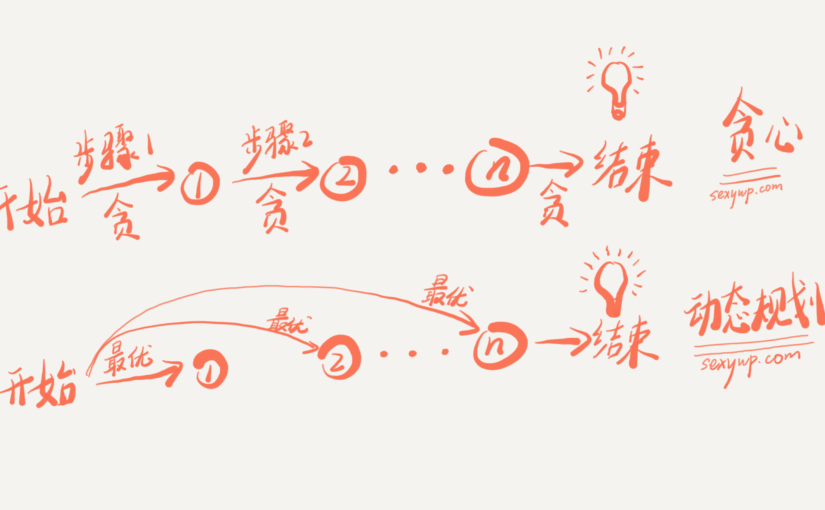 步骤1 步骤2 贪心
开始 ① ② ··· ⓝ 结束 sexywp.com
贪 贪 贪
最优
最优 动态规划
最优 ① ② ··· ⓝ 结束 sexywp.com
开始